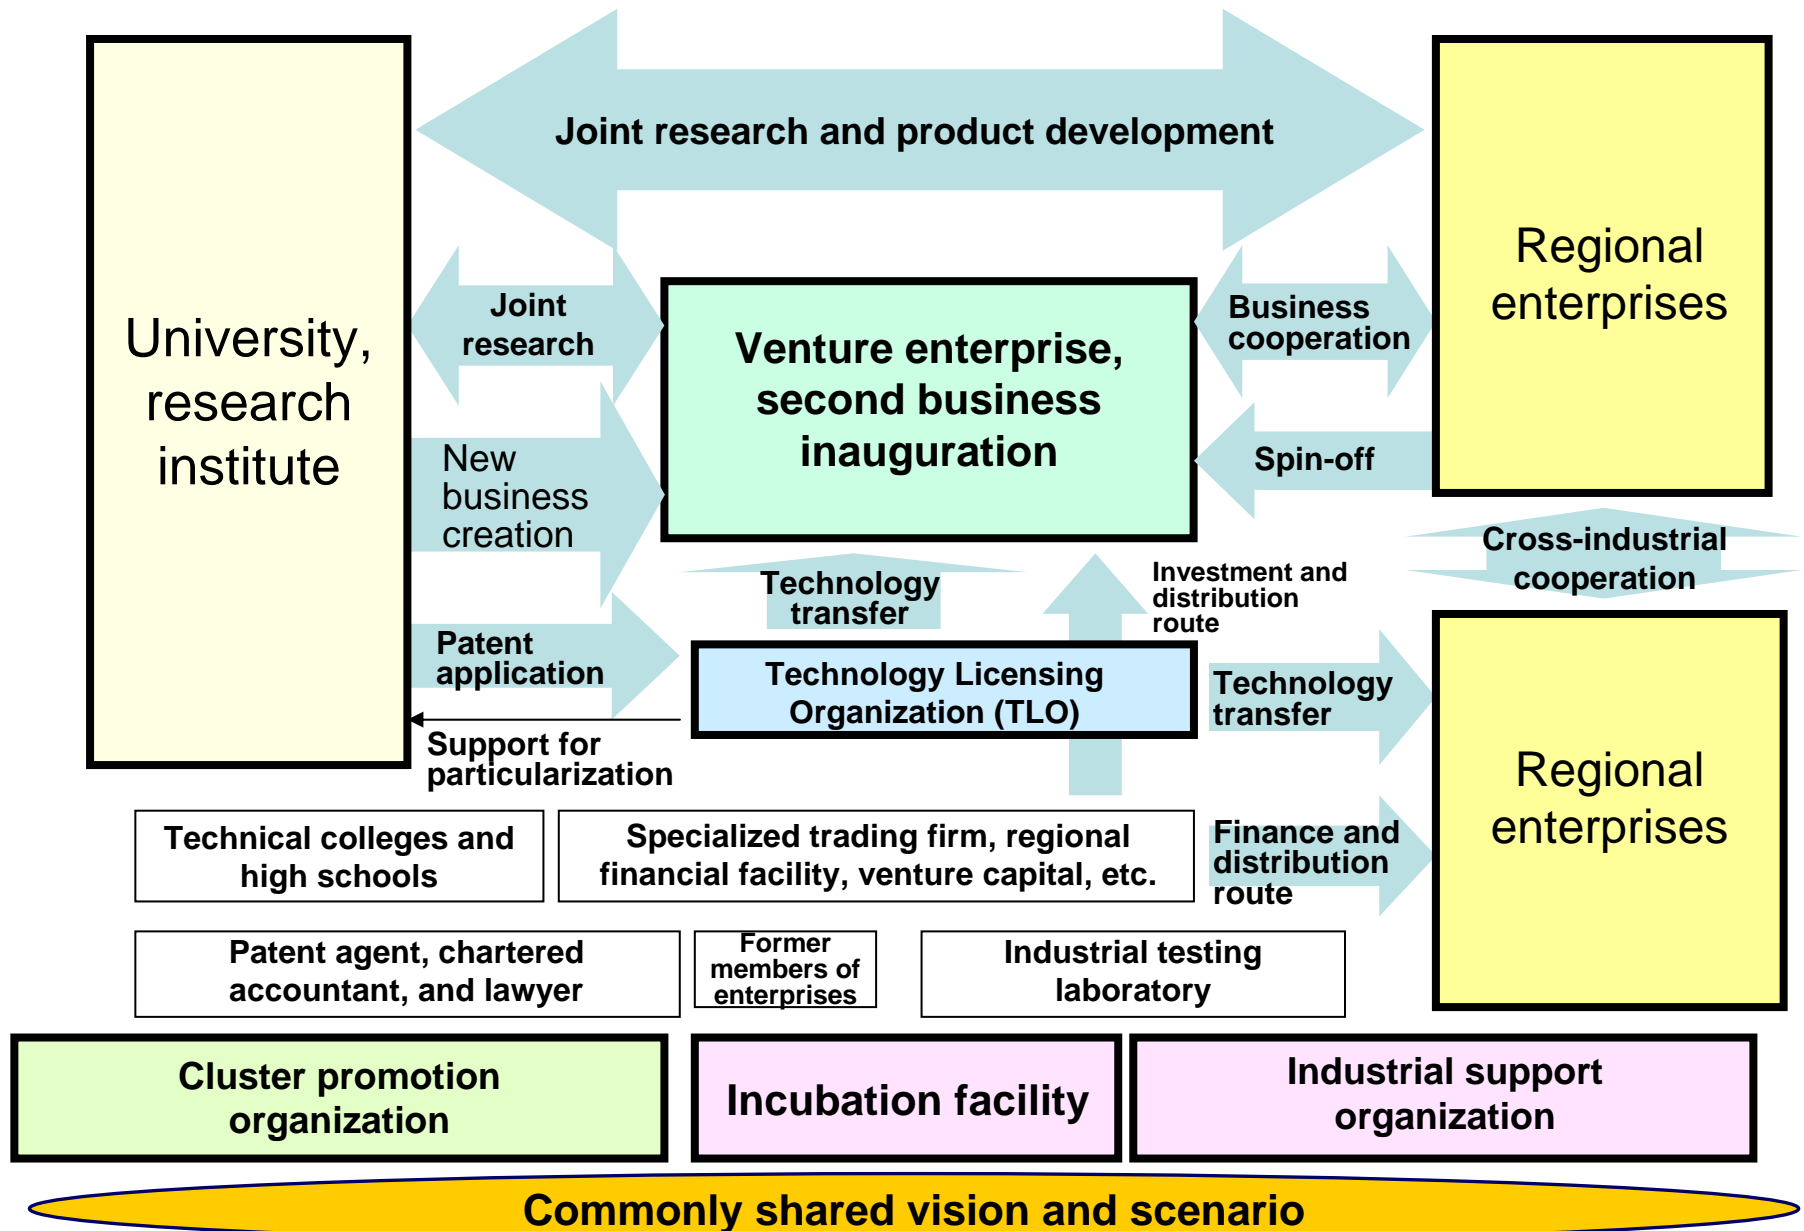 Joint research and product development
University,
research
institute
Regional
enterprises
Joint
research
Venture enterprise,
second business
inauguration
Business
cooperation
New
business
creation
Spin-off
Cross-industrial
cooperation
Technology
transfer
Investment and
distribution
route
Patent
application
Technology Licensing
Organization (TLO)
Technology
transfer
Support for
particularization
Regional
enterprises
Technical colleges and
high schools
Specialized trading firm, regional
financial facility, venture capital, etc.
Finance and
distribution
route
Patent agent, chartered
accountant, and lawyer
Former
members of
enterprises
Industrial testing
laboratory
Cluster promotion
organization
Incubation facility
Industrial support
organization
Commonly shared vision and scenario